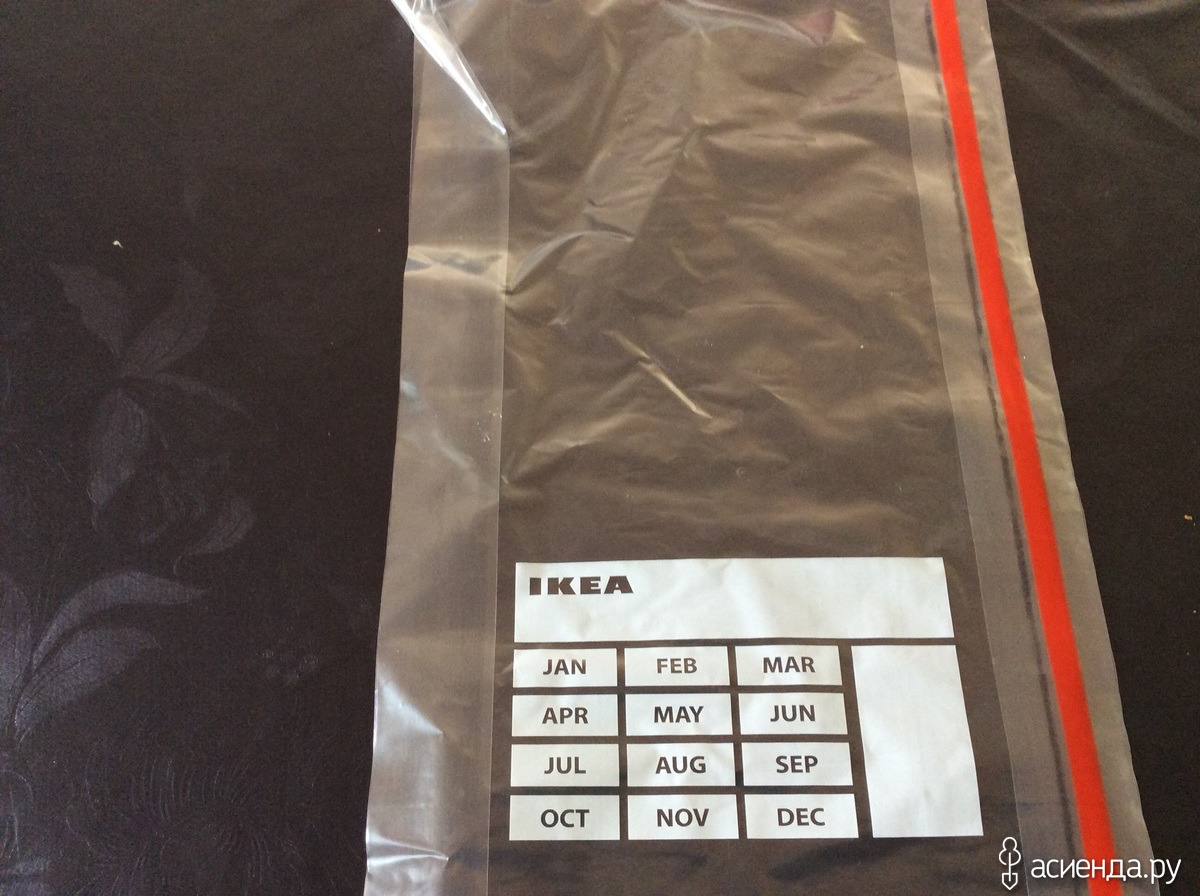 IKEA
JAN FEB MAR
APR MAY JUN
JUL AUG SEP
OCT NOV DEC
асиенда.ру